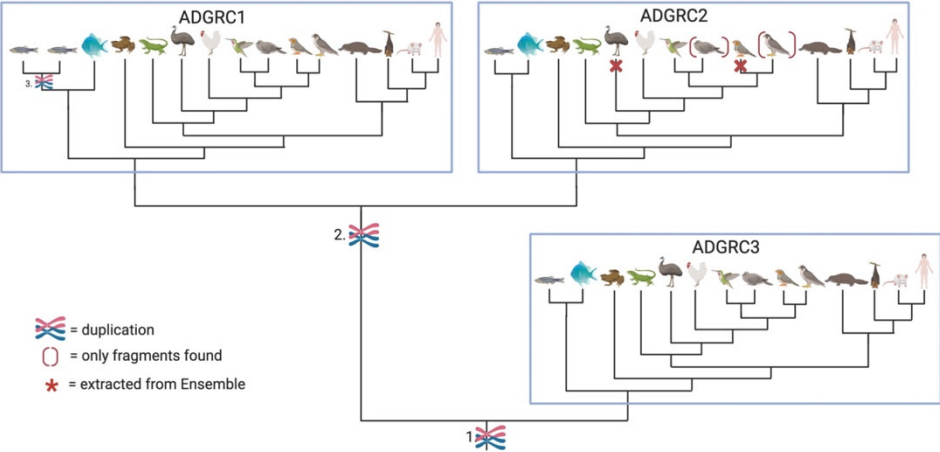 ADGRC1
ADGRC2
3.
2.
ADGRC3
= duplication
= only fragments found
= extracted from Ensemble
1.